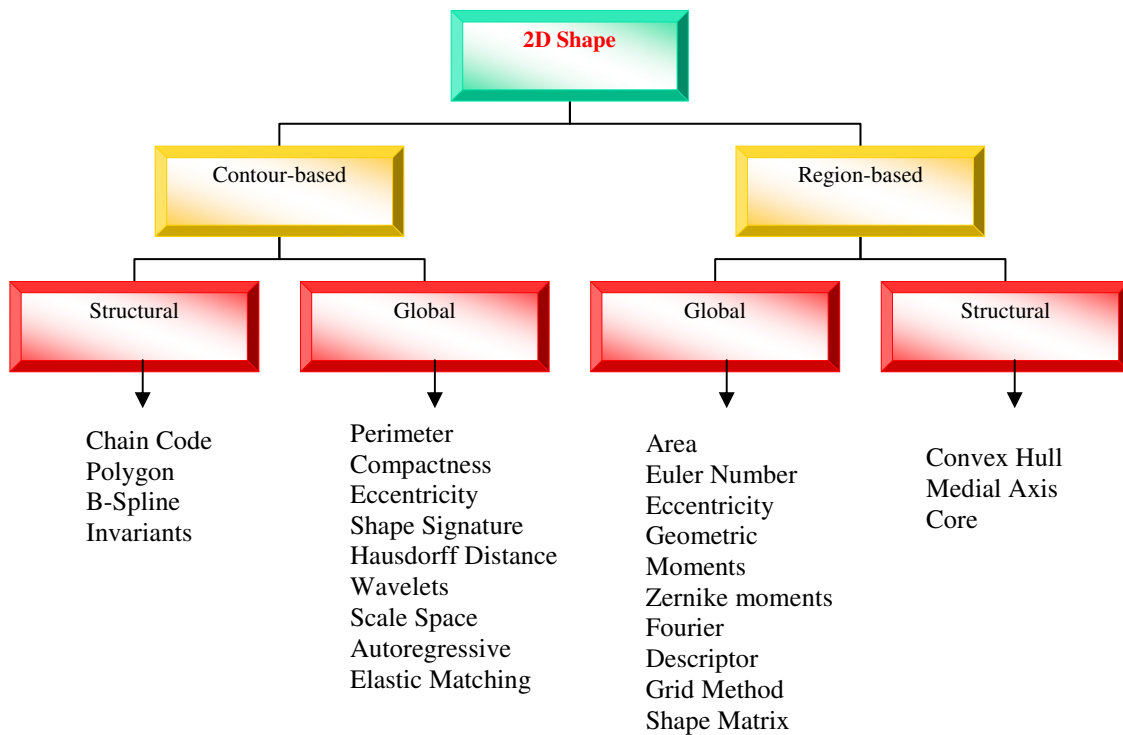 2D Shape
Contour-based
Region-based
Structural
Global
Global
Structural
Chain Code
Polygon
B-Spline
Invariants
Perimeter
Compactness
Eccentricity
Shape Signature
Hausdorff Distance
Wavelets
Scale Space
Autoregressive
Elastic Matching
Area
Euler Number
Eccentricity
Geometric
Moments
Zernike moments
Fourier
Descriptor
Grid Method
Shape Matrix
Convex Hull
Medial Axis
Core